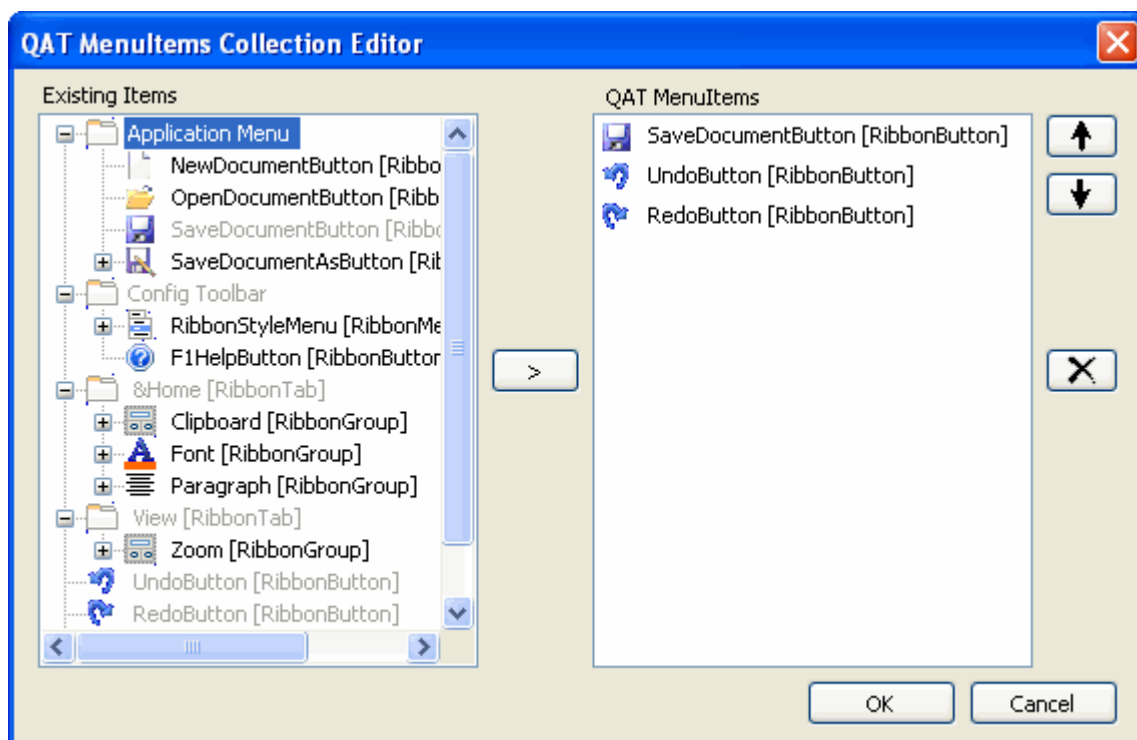 QAT MenuItems Collection Editor
Existing Items
Application Menu
NewDocumentButton [Ribbo
OpenDocumentButton [Ribb
SaveDocumentButton [Ribbo
SaveDocumentAsButton [Rib
Config Toolbar
RibbonStyleMenu [RibbonMe
F1HelpButton [RibbonButton
&Home [RibbonTab]
Clipboard [RibbonGroup]
Font [RibbonGroup]
Paragraph [RibbonGroup]
View [RibbonTab]
Zoom [RibbonGroup]
UndoButton [RibbonButton]
RedoButton [RibbonButton]
>
QAT MenuItems
SaveDocumentButton [RibbonButton]
UndoButton [RibbonButton]
RedoButton [RibbonButton]
OK
Cancel